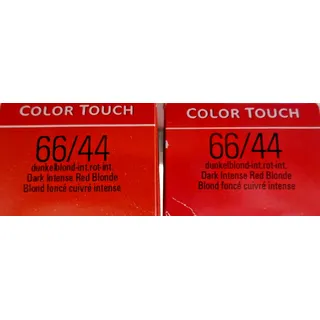 COLOR TOUCH
66/44
dunkelblond-int.rot-int.
Dark Intense Red Blonde
Blond foncé cuivré intense
COLOR TOUCH
66/44
dunkelblond-int.rot-int.
Dark Intense Red Blonde
Blond foncé cuivré intense